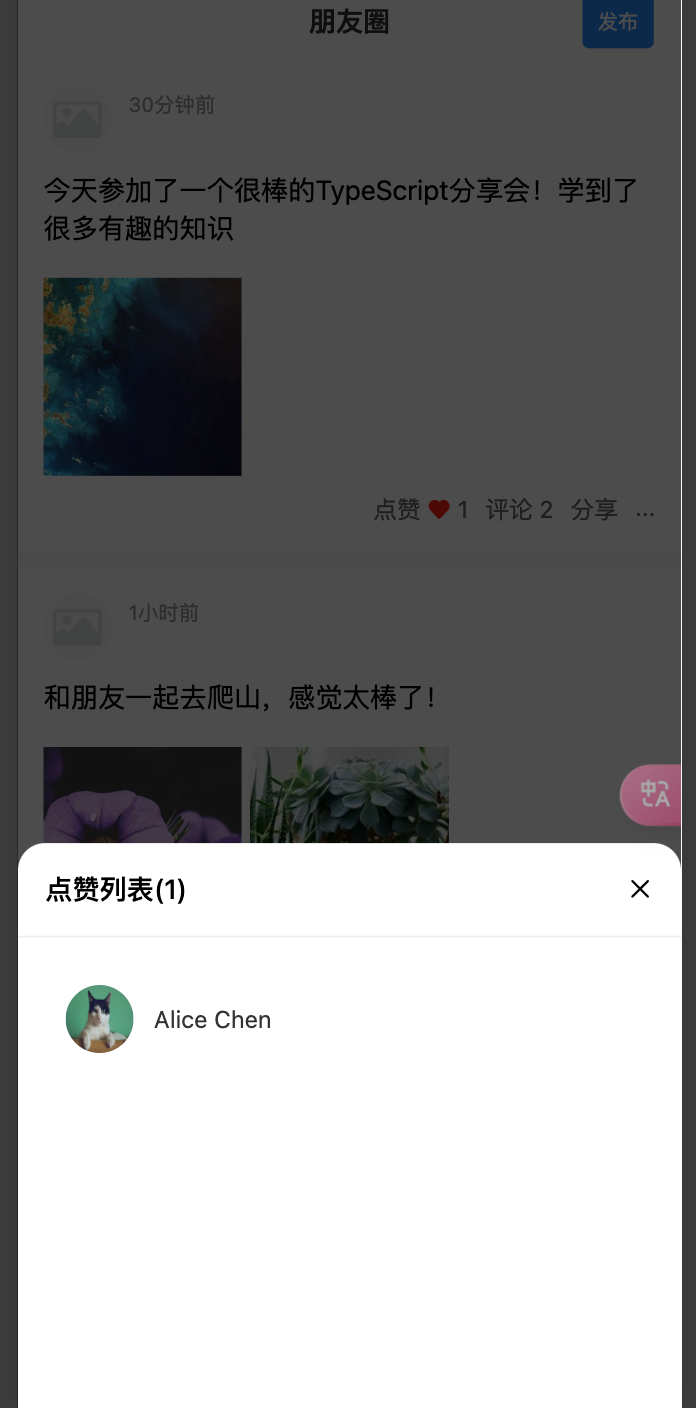 朋友圈
发布
30分钟前
今天参加了一个很棒的TypeScript分享会！学到了
很多有趣的知识
点赞 1 评论 2 分享 ...
1小时前
和朋友一起去爬山，感觉太棒了！
中A
点赞列表(1)
Alice Chen